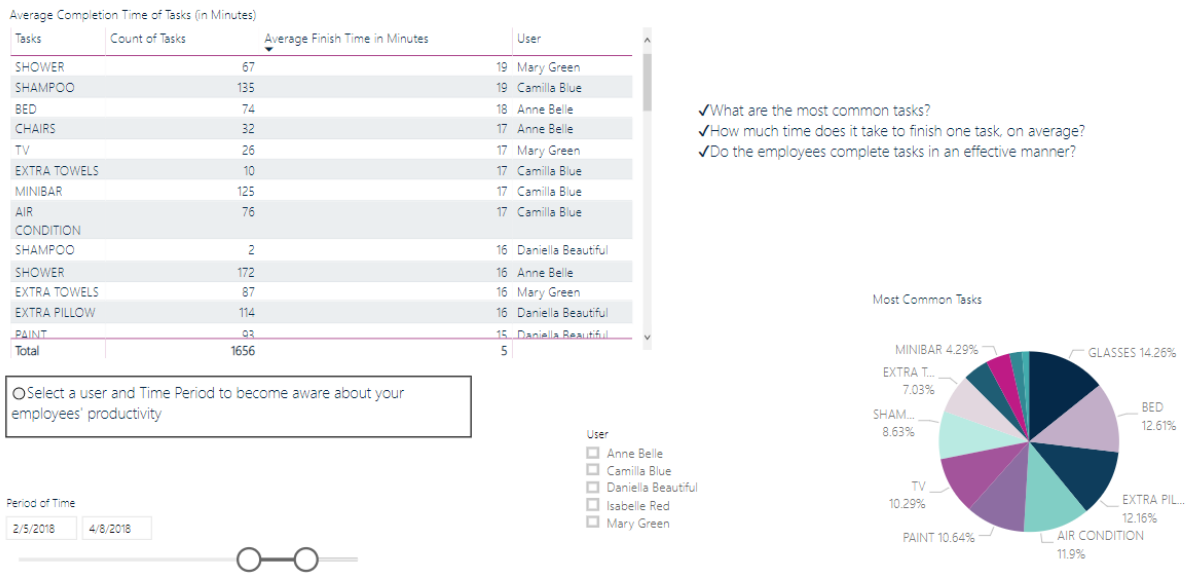 Average Completion Time of Tasks (in Minutes)
Tasks Count of Tasks Average Finish Time in Minutes User
SHOWER 67 19 Mary Green
SHAMPOO 135 19 Camilla Blue
BED 74 18 Anne Belle
CHAIRS 32 17 Anne Belle
TV 26 17 Mary Green
EXTRA TOWELS 10 17 Camilla Blue
MINIBAR 125 17 Camilla Blue
AIR 76 17 Camilla Blue
CONDITION
SHAMPOO 2 16 Daniella Beautiful
SHOWER 172 16 Anne Belle
EXTRA TOWELS 87 16 Mary Green
EXTRA PILLOW 114 16 Daniella Beautiful
PAINT 93 15 Daniella Beautiful
Total 1656 5
✓What are the most common tasks?
✓How much time does it take to finish one task, on average?
✓Do the employees complete tasks in an effective manner?
Select a user and Time Period to become aware about your
employees' productivity
Period of Time
2/5/2018 4/8/2018
User
Anne Belle
Camilla Blue
Daniella Beautiful
Isabelle Red
Mary Green
Most Common Tasks
GLASSES 14.26%
BED
12.61%
EXTRA PIL...
12.16%
AIR CONDITION
11.9%
PAINT 10.64%
TV
10.29%
SHAM...
8.63%
EXTRA T...
7.03%
MINIBAR 4.29%